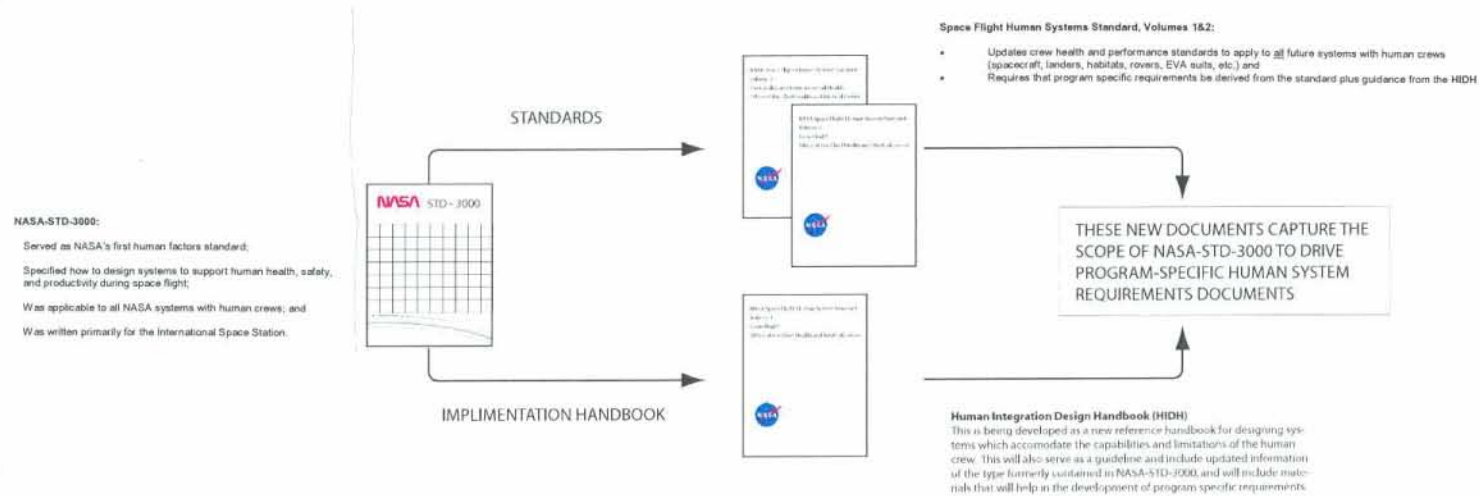 Space Flight Human Systems Standard, Volumes 1&2:
• Updates crew health and performance standards to apply to all future systems with human crews
(spacecraft, landers, habitats, rovers, EVA suits, etc.) and
• Requires that program specific requirements be derived from the standard plus guidance from the HIDH
STANDARDS
NASA STD-3000
NASA-STD-3000:
Served as NASA's first human factors standard;
Specified how to design systems to support human health, safety,
and productivity during space flight;
Was applicable to all NASA systems with human crews; and
Was written primarily for the International Space Station.
NASA
NASA
THESE NEW DOCUMENTS CAPTURE THE
SCOPE OF NASA-STD-3000 TO DRIVE
PROGRAM-SPECIFIC HUMAN SYSTEM
REQUIREMENTS DOCUMENTS
IMPLIMENTATION HANDBOOK
NASA
Human Integration Design Handbook (HIDH)
This is being developed as a new reference handbook for designing sys-
tems which accomodate the capabilities and limitations of the human
crew. This will also serve as a guideline and include updated information
of the type formerly contained in NASA-STD-3000, and will include mate-
rials that will help in the development of program specific requirements.